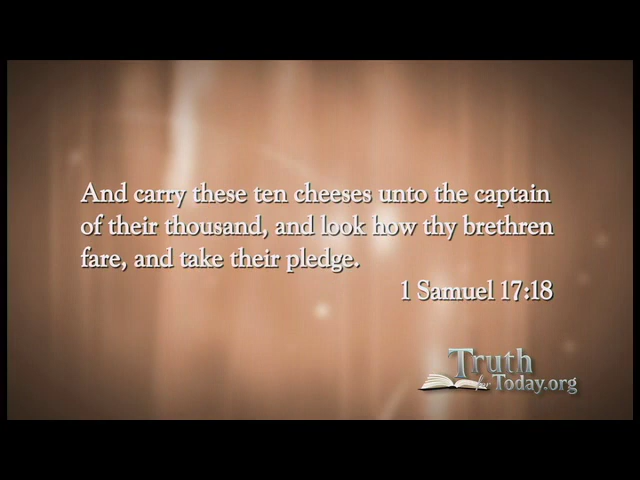 And carry these ten cheeses unto the captain
of their thousand, and look how thy brethren
fare, and take their pledge.
1 Samuel 17:18
Truth
for Today.org